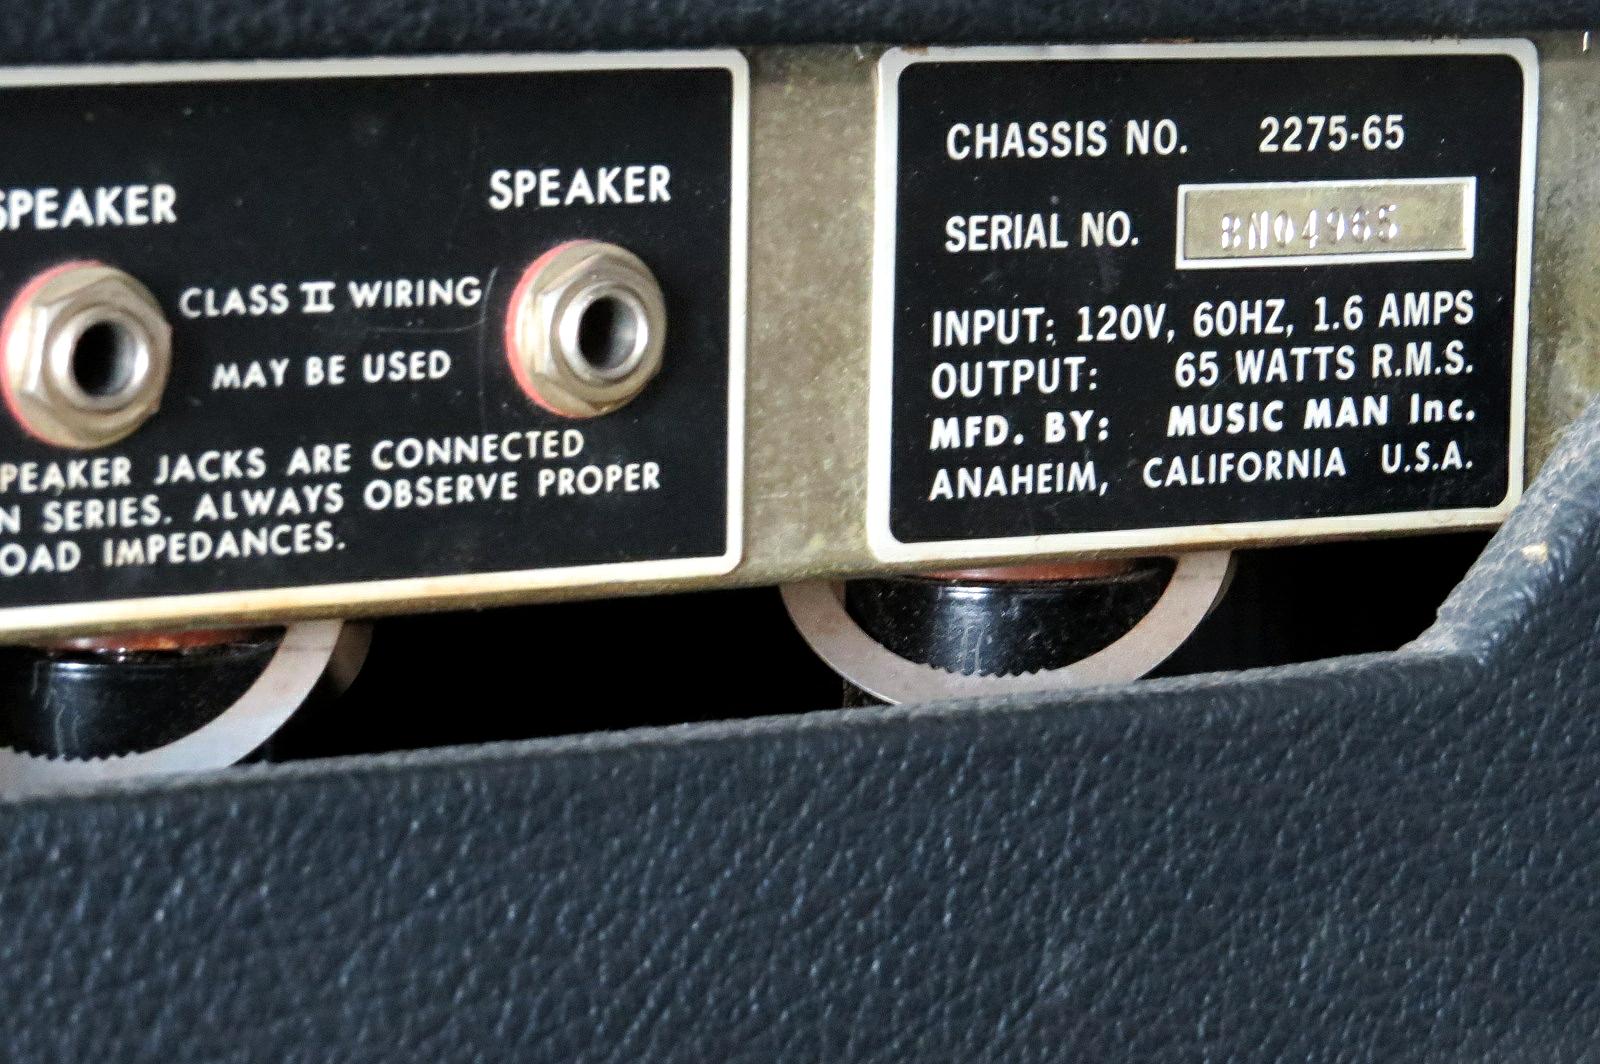 SPEAKER
SPEAKER
CLASS II WIRING
MAY BE USED
PEAKER JACKS ARE CONNECTED
N SERIES. ALWAYS OBSERVE PROPER
OAD IMPEDANCES.
CHASSIS NO. 2275-65
SERIAL NO. BN04965
INPUT: 120V, 60HZ, 1.6 AMPS
OUTPUT: 65 WATTS R.M.S.
MFD. BY: MUSIC MAN Inc.
ANAHEIM, CALIFORNIA U.S.A.